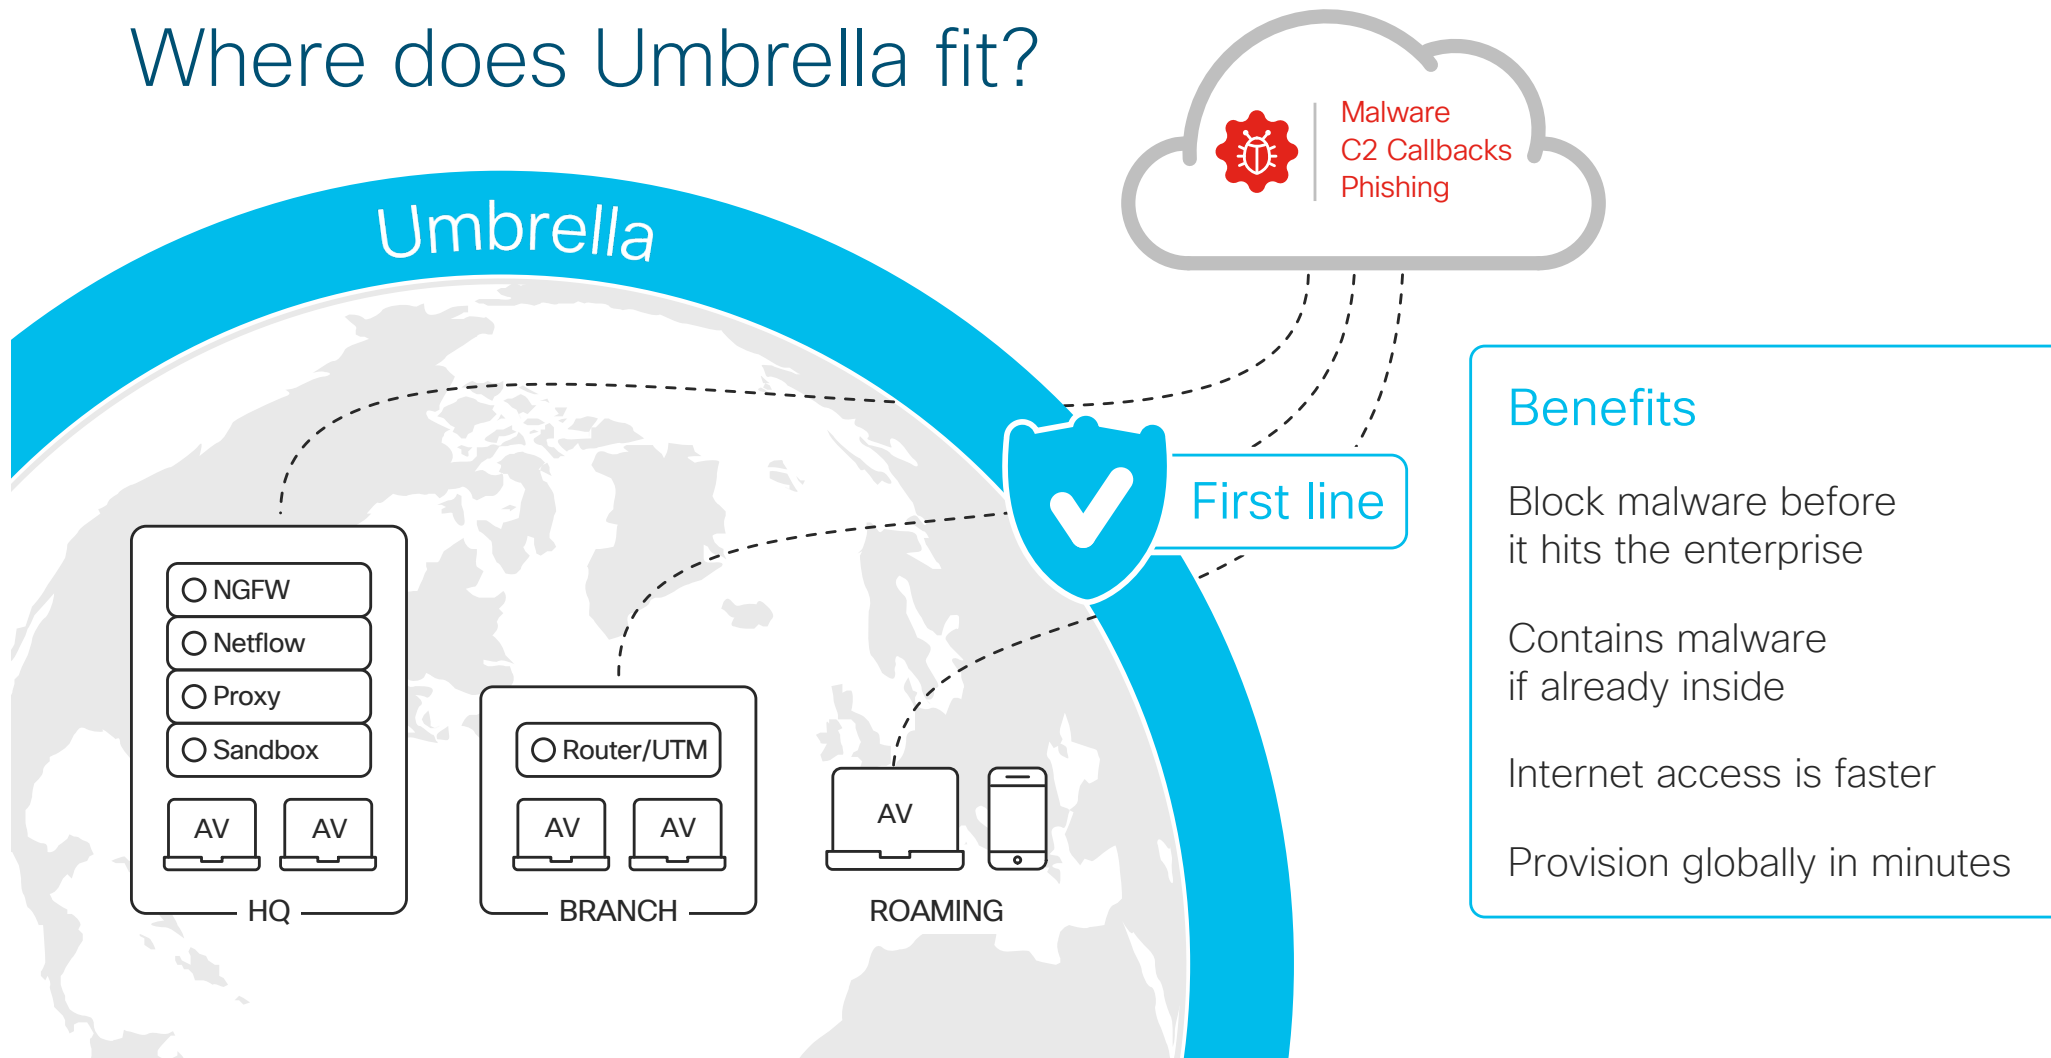 Where does Umbrella fit?
Malware
C2 Callbacks
Phishing
Umbrella
First line
NGFW
Netflow
Proxy
Sandbox
AV AV
HQ
Router/UTM
AV AV
BRANCH
AV
ROAMING
Benefits
Block malware before
it hits the enterprise
Contains malware
if already inside
Internet access is faster
Provision globally in minutes